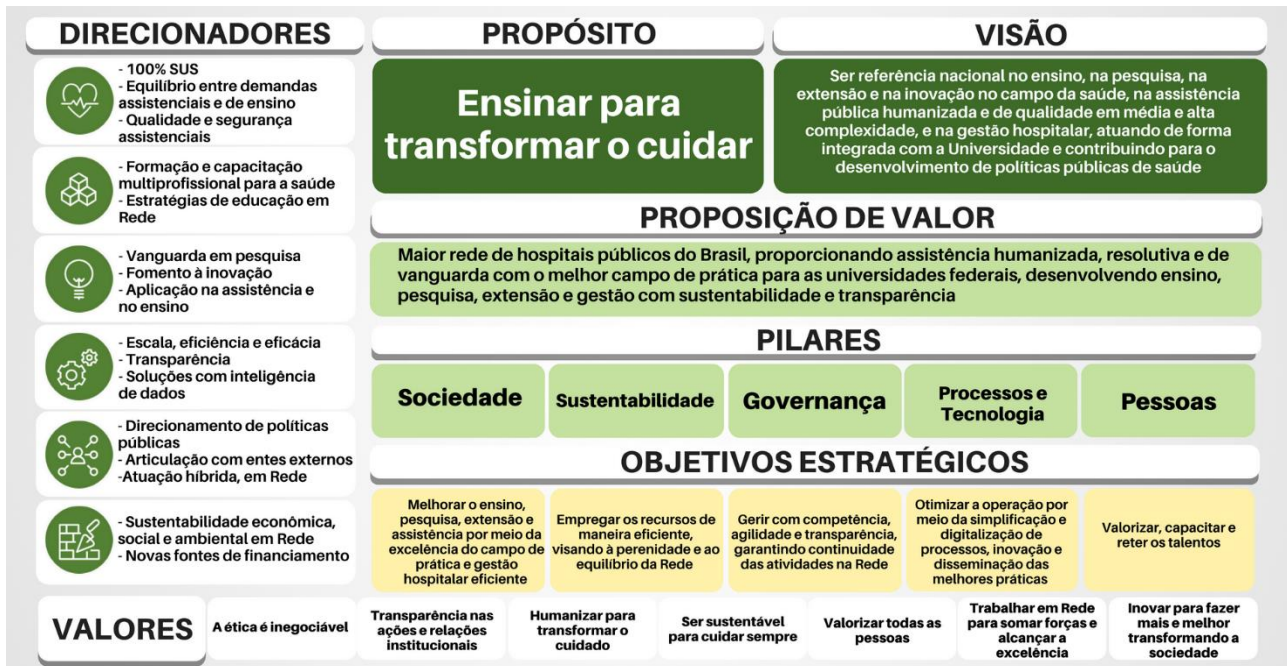 DIRECIONADORES
- 100% SUS
- Equilíbrio entre demandas
assistenciais e de ensino
- Qualidade e segurança
assistenciais
- Formação e capacitação
multiprofissional para a saúde
- Estratégias de educação em
Rede
- Vanguarda em pesquisa
- Fomento à inovação
- Aplicação na assistência e
no ensino
- Escala, eficiência e eficácia
- Transparência
- Soluções com inteligência
de dados
- Direcionamento de políticas
públicas
- Articulação com entes externos
-Atuação híbrida, em Rede
- Sustentabilidade econômica,
social e ambiental em Rede
- Novas fontes de financiamento
PROPÓSITO
Ensinar para
transformar o cuidar
VISÃO
Ser referência nacional no ensino, na pesquisa, na
extensão e na inovação no campo da saúde, na assistência
pública humanizada e de qualidade em média e alta
complexidade, e na gestão hospitalar, atuando de forma
integrada com a Universidade e contribuindo para o
desenvolvimento de políticas públicas de saúde
PROPOSIÇÃO DE VALOR
Maior rede de hospitais públicos do Brasil, proporcionando assistência humanizada, resolutiva e de
vanguarda com o melhor campo de prática para as universidades federais, desenvolvendo ensino,
pesquisa, extensão e gestão com sustentabilidade e transparência
PILARES
Sociedade
Sustentabilidade
Governança
Processos e
Tecnologia
Pessoas
OBJETIVOS ESTRATÉGICOS
Melhorar o ensino,
pesquisa, extensão e
assistência por meio da
excelência do campo de
prática e gestão
hospitalar eficiente
Empregar os recursos de
maneira eficiente,
visando à perenidade e ao
equilíbrio da Rede
Gerir com competência,
agilidade e transparência,
garantindo continuidade
das atividades na Rede
Otimizar a operação por
meio da simplificação e
digitalização de
processos, inovação e
disseminação das
melhores práticas
Valorizar, capacitar e
reter os talentos
VALORES
A ética é inegociável
Transparência nas
ações e relações
institucionais
Humanizar para
transformar o
cuidado
Ser sustentável
para cuidar sempre
Valorizar todas as
pessoas
Trabalhar em Rede
para somar forças e
alcançar a
excelência
Inovar para fazer
mais e melhor
transformando a
sociedade